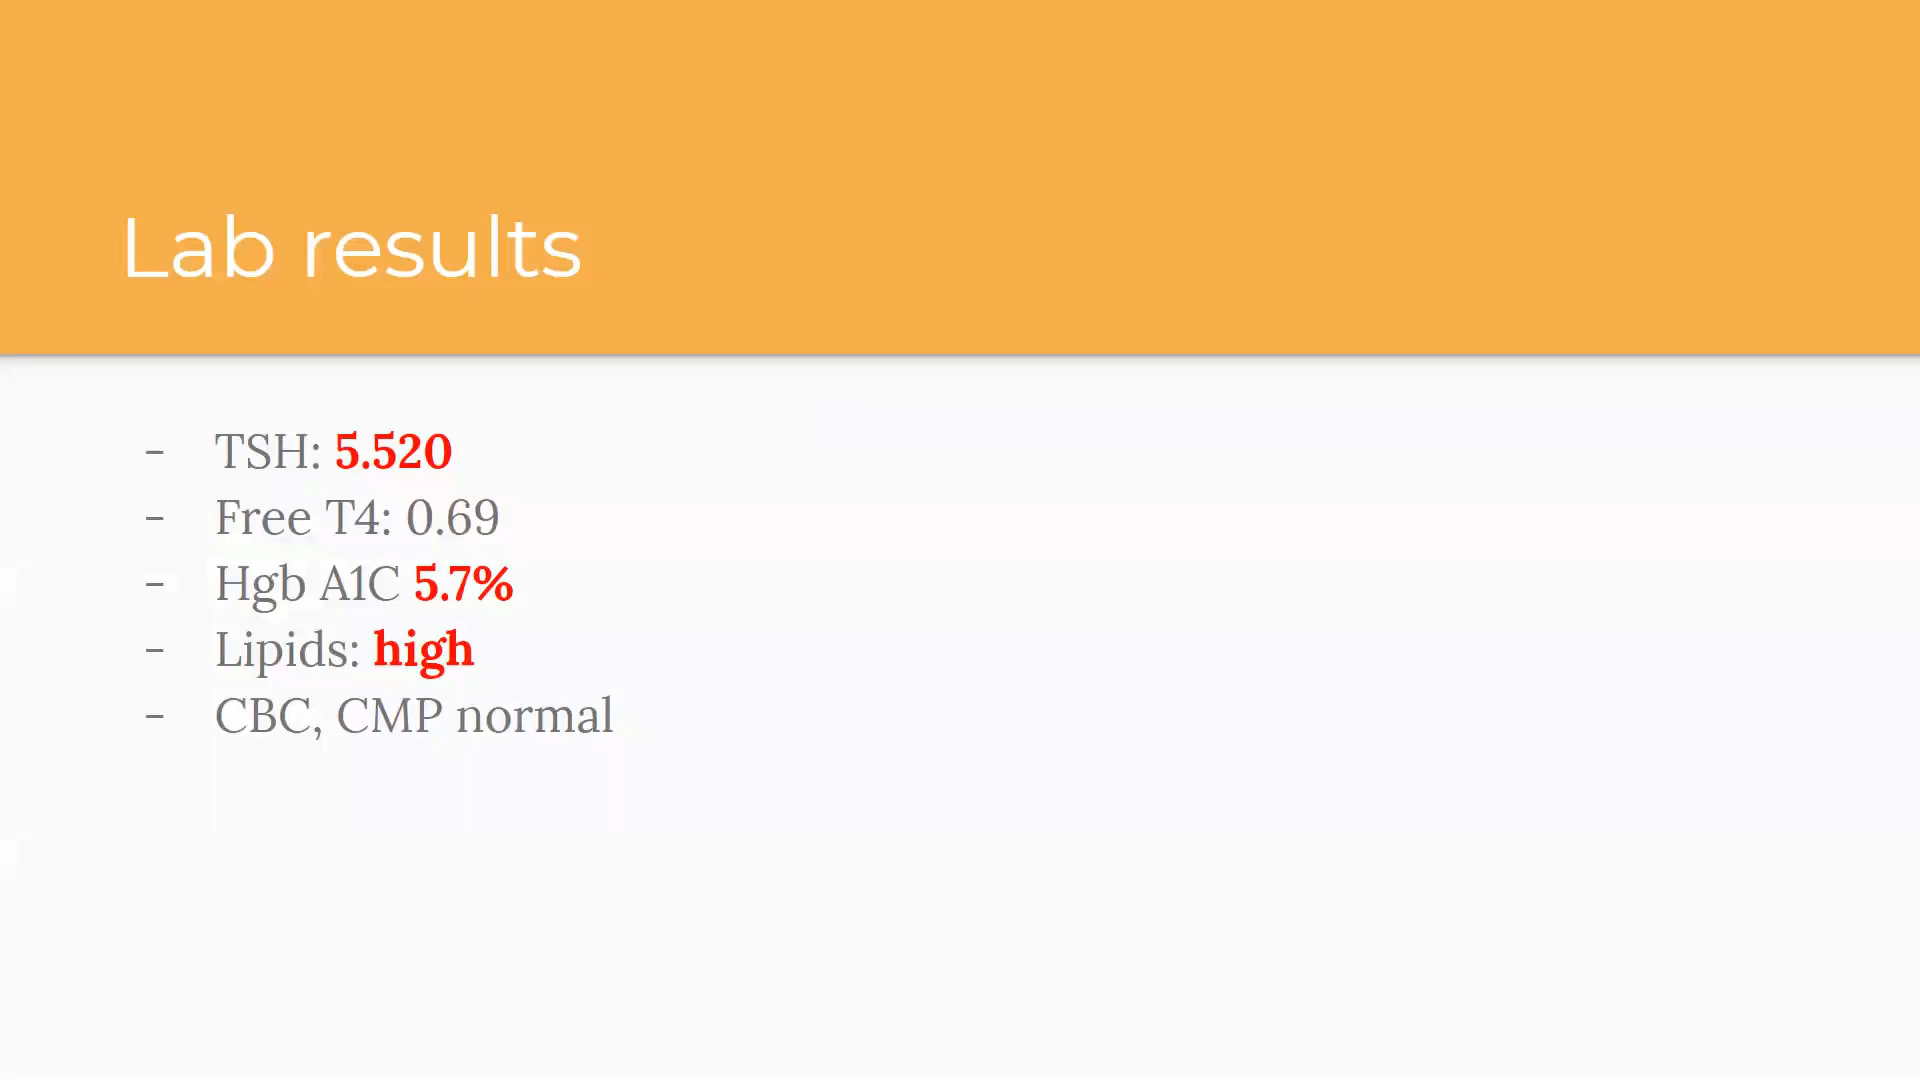 Lab results
- TSH: 5.520
- Free T4: 0.69
- Hgb A1C 5.7%
- Lipids: high
- CBC, CMP normal